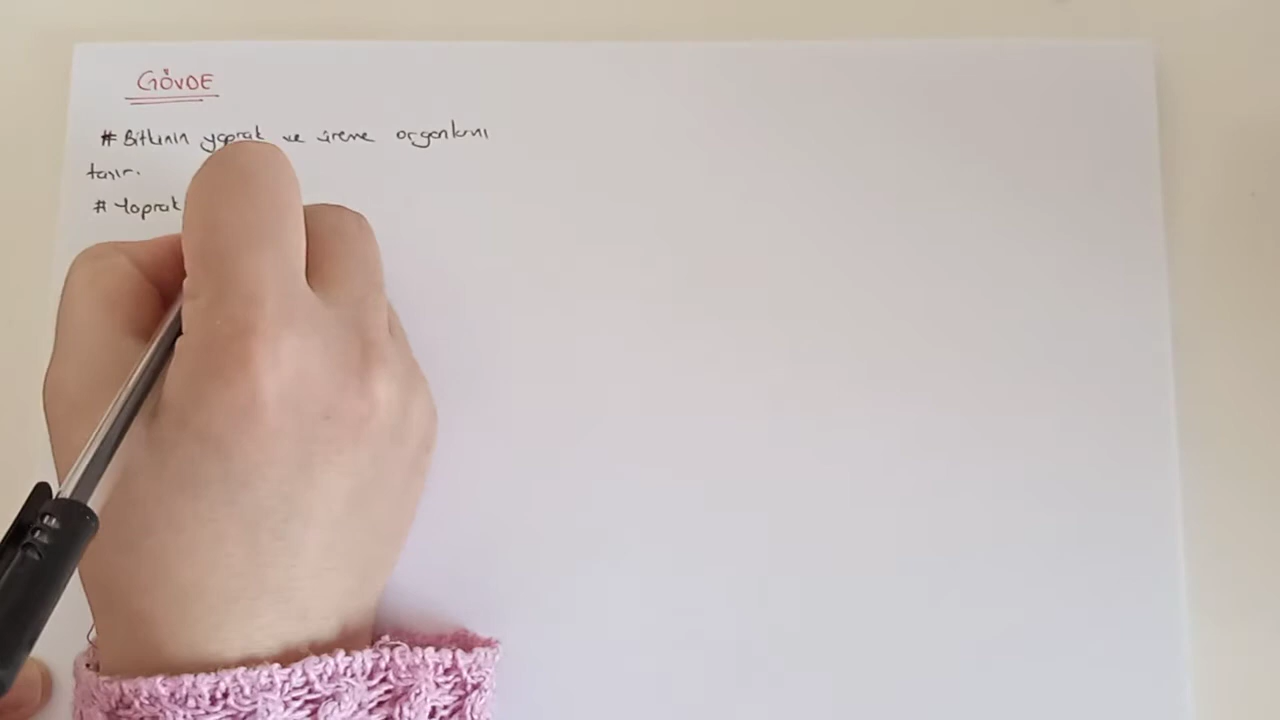 GÖVDE
# Bitkinin yaprak ve üreme organlarını
taşır.
# Yaprak